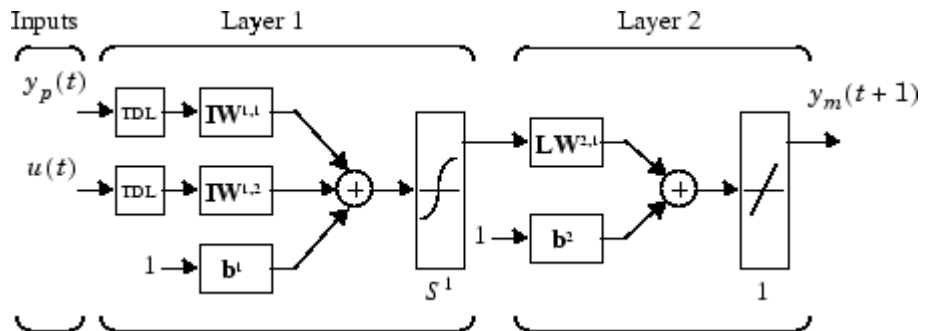 Inputs Layer 1 Layer 2
y_p(t) TDL IW^{1,1} y_m(t+1)
LW^{2,1}
u(t) TDL IW^{1,2}
1 b^1 1 b^2
S^1 1